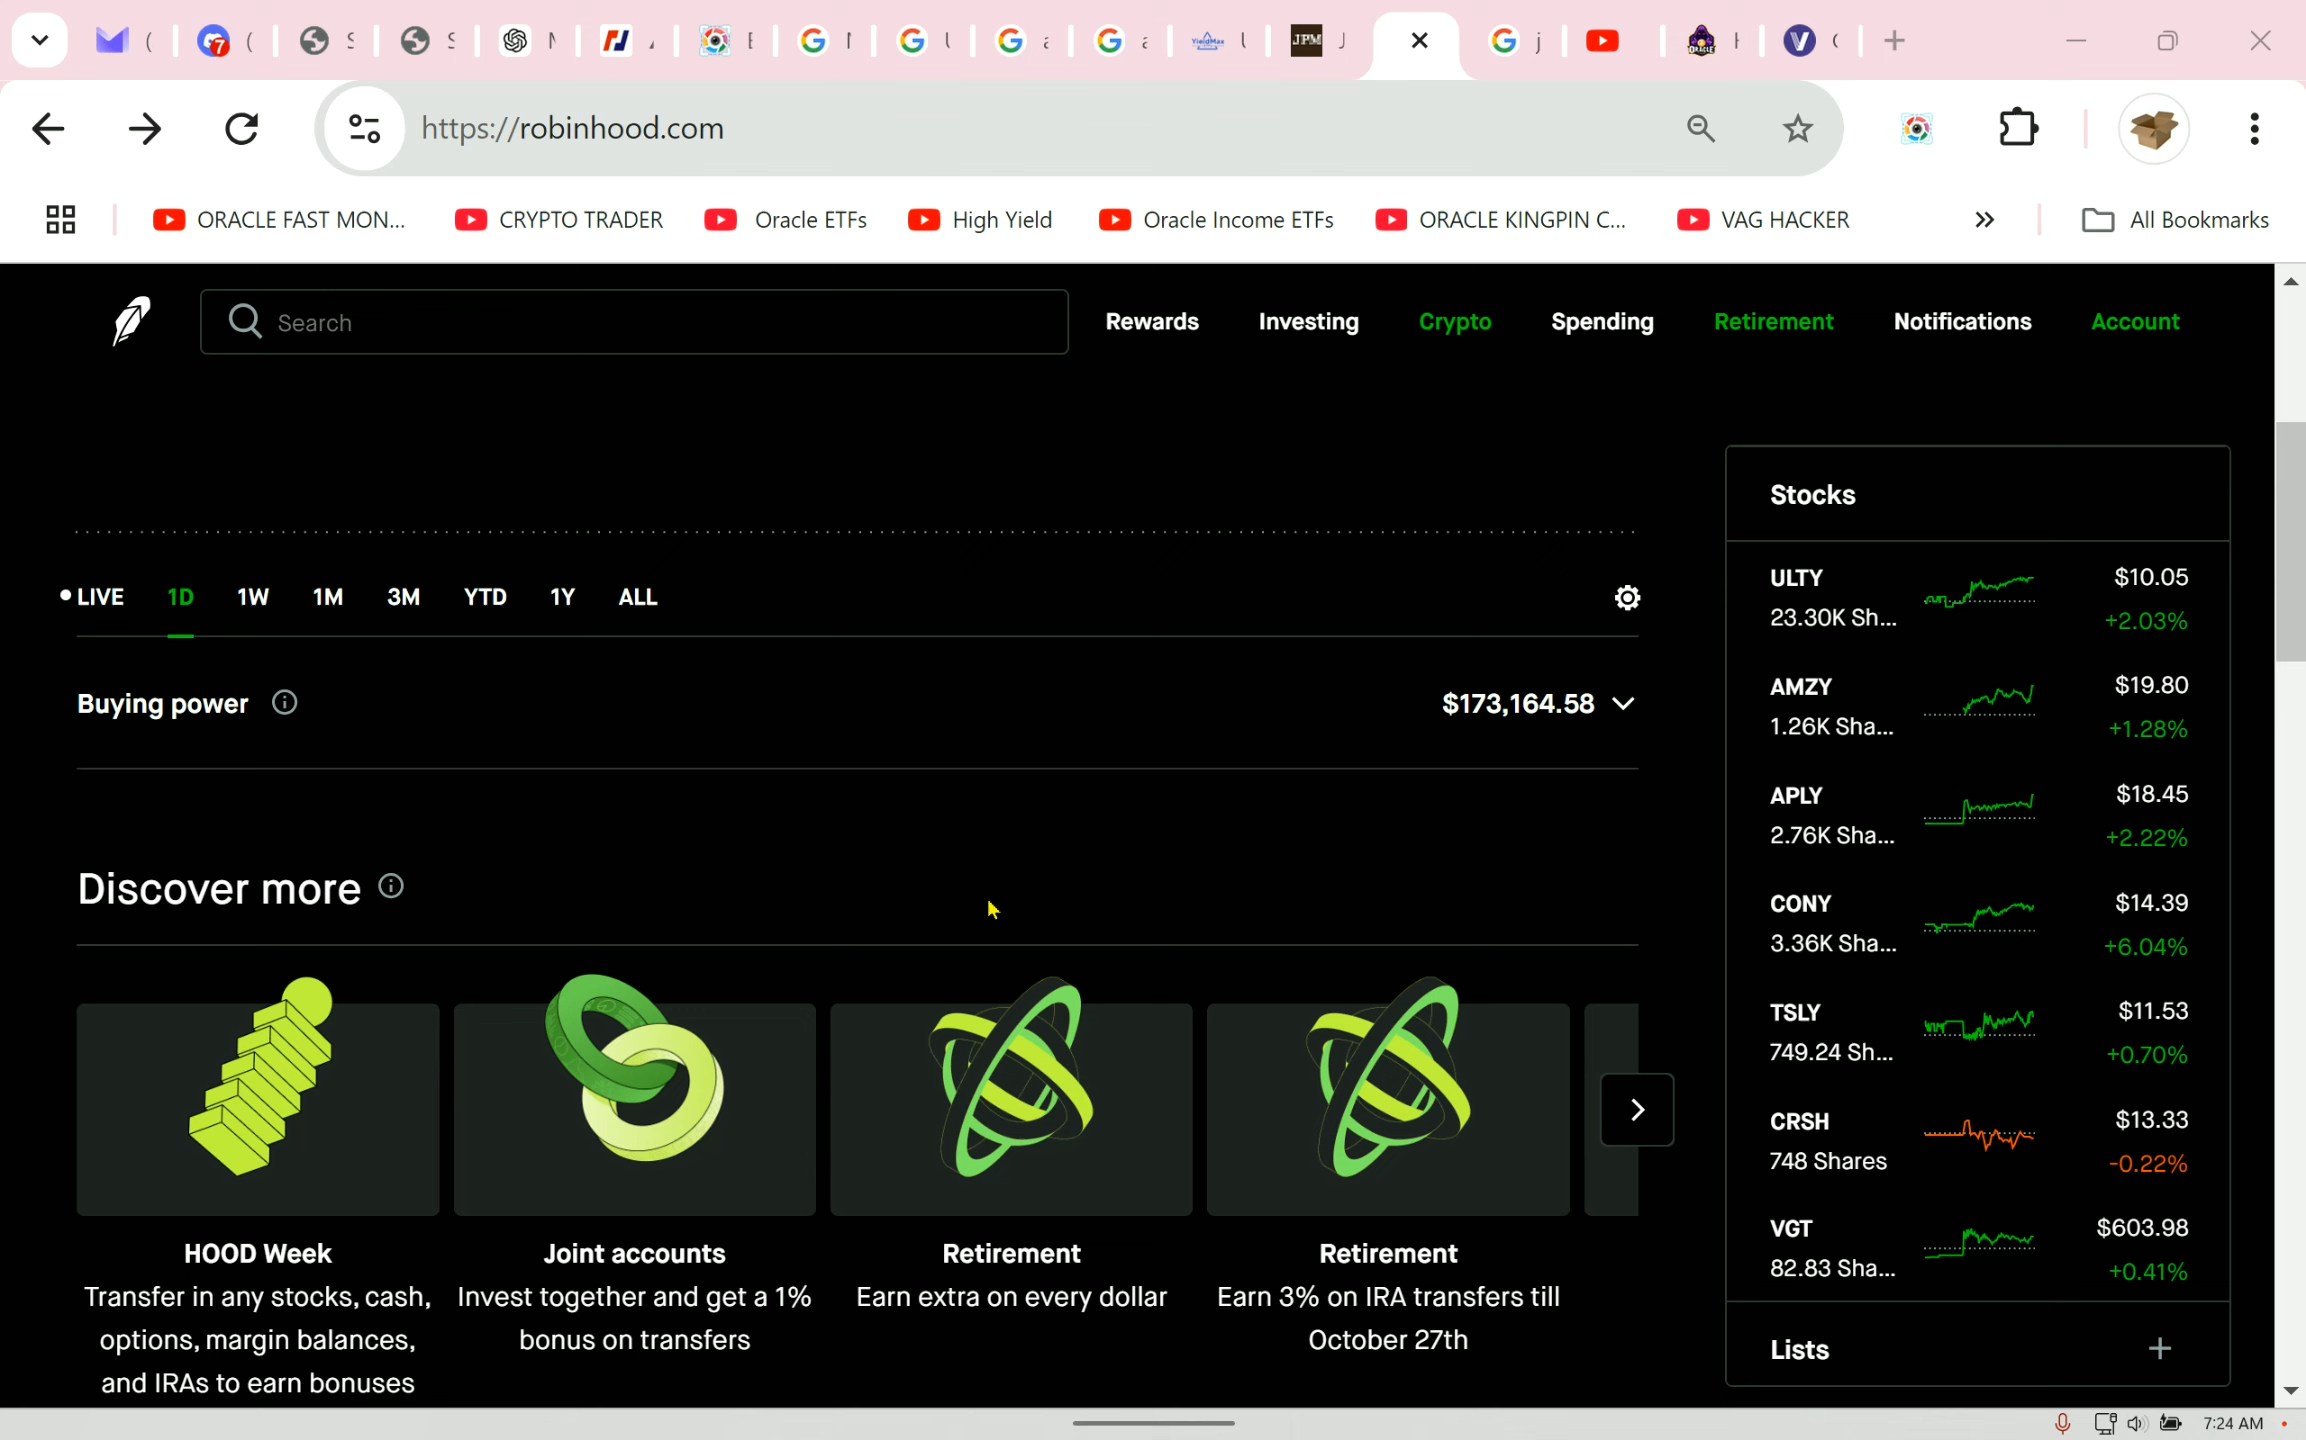 7
JPM
ORACLE
https://robinhood.com
ORACLE FAST MON...
CRYPTO TRADER
Oracle ETFs
High Yield
Oracle Income ETFs
ORACLE KINGPIN C...
VAG HACKER
All Bookmarks
Search
Rewards
Investing
Crypto
Spending
Retirement
Notifications
Account
LIVE 1D 1W 1M 3M YTD 1Y ALL
Buying power
$173,164.58
Discover more
HOOD Week
Transfer in any stocks, cash,
options, margin balances,
and IRAs to earn bonuses
Joint accounts
Invest together and get a 1%
bonus on transfers
Retirement
Earn extra on every dollar
Retirement
Earn 3% on IRA transfers till
October 27th
Stocks
ULTY $10.05
23.30K Sh... +2.03%
AMZY $19.80
1.26K Sha... +1.28%
APLY $18.45
2.76K Sha... +2.22%
CONY $14.39
3.36K Sha... +6.04%
TSLY $11.53
749.24 Sh... +0.70%
CRSH $13.33
748 Shares -0.22%
VGT $603.98
82.83 Sha... +0.41%
Lists
7:24 AM